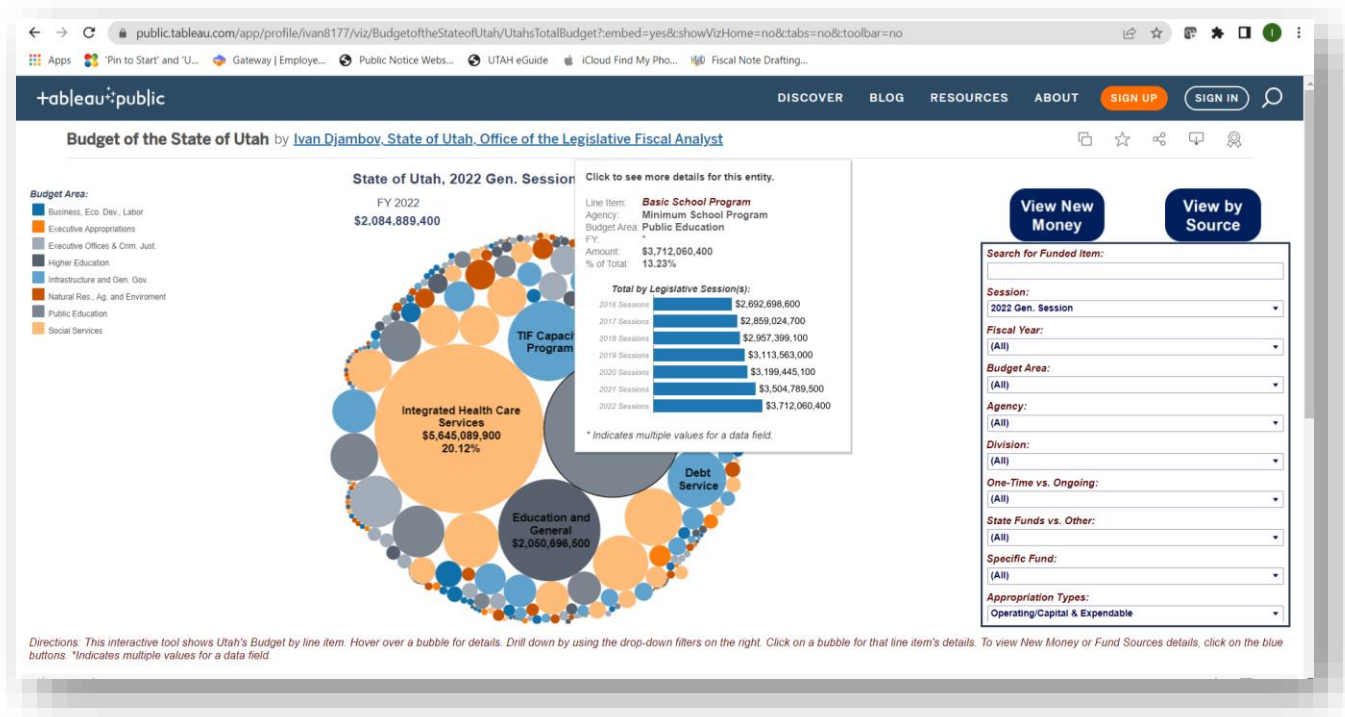 public.tableau.com/app/profile/ivan8177/viz/BudgetoftheStateofUtah/UtahsTotalBudget?:embed=yes&:showVizHome=no&:tabs=no&:toolbar=no
I
Apps 'Pin to Start' and 'U... Gateway | Employe... Public Notice Webs... UTAH eGuide iCloud Find My Pho... Fiscal Note Drafting...
+ableau public DISCOVER BLOG RESOURCES ABOUT SIGN UP SIGN IN
Budget of the State of Utah by Ivan Djambov, State of Utah, Office of the Legislative Fiscal Analyst
Budget Area:
Business, Eco. Dev., Labor
Executive Appropriations
Executive Offices & Crim. Just.
Higher Education
Infrastructure and Gen. Gov.
Natural Res., Ag. and Enviroment
Public Education
Social Services
State of Utah, 2022 Gen. Session
FY 2022
$2,084,889,400
TIF Capaci
Program
Integrated Health Care
Services
$5,645,089,900
20.12%
Debt
Service
Education and
General
$2,050,696,500
Click to see more details for this entity.
Line Item: Basic School Program
Agency: Minimum School Program
Budget Area: Public Education
FY: *
Amount: $3,712,060,400
% of Total: 13.23%
Total by Legislative Session(s):
2016 Sessions $2,692,698,600
2017 Sessions $2,859,024,700
2018 Sessions $2,957,399,100
2019 Sessions $3,113,563,000
2020 Sessions $3,199,445,100
2021 Sessions $3,504,789,500
2022 Sessions $3,712,060,400
* Indicates multiple values for a data field.
View New
Money
View by
Source
Search for Funded Item:
Session:
2022 Gen. Session
Fiscal Year:
(All)
Budget Area:
(All)
Agency:
(All)
Division:
(All)
One-Time vs. Ongoing:
(All)
State Funds vs. Other:
(All)
Specific Fund:
(All)
Appropriation Types:
Operating/Capital & Expendable
Directions: This interactive tool shows Utah's Budget by line item. Hover over a bubble for details. Drill down by using the drop-down filters on the right. Click on a bubble for that line item's details. To view New Money or Fund Sources details, click on the blue
buttons. *Indicates multiple values for a data field.